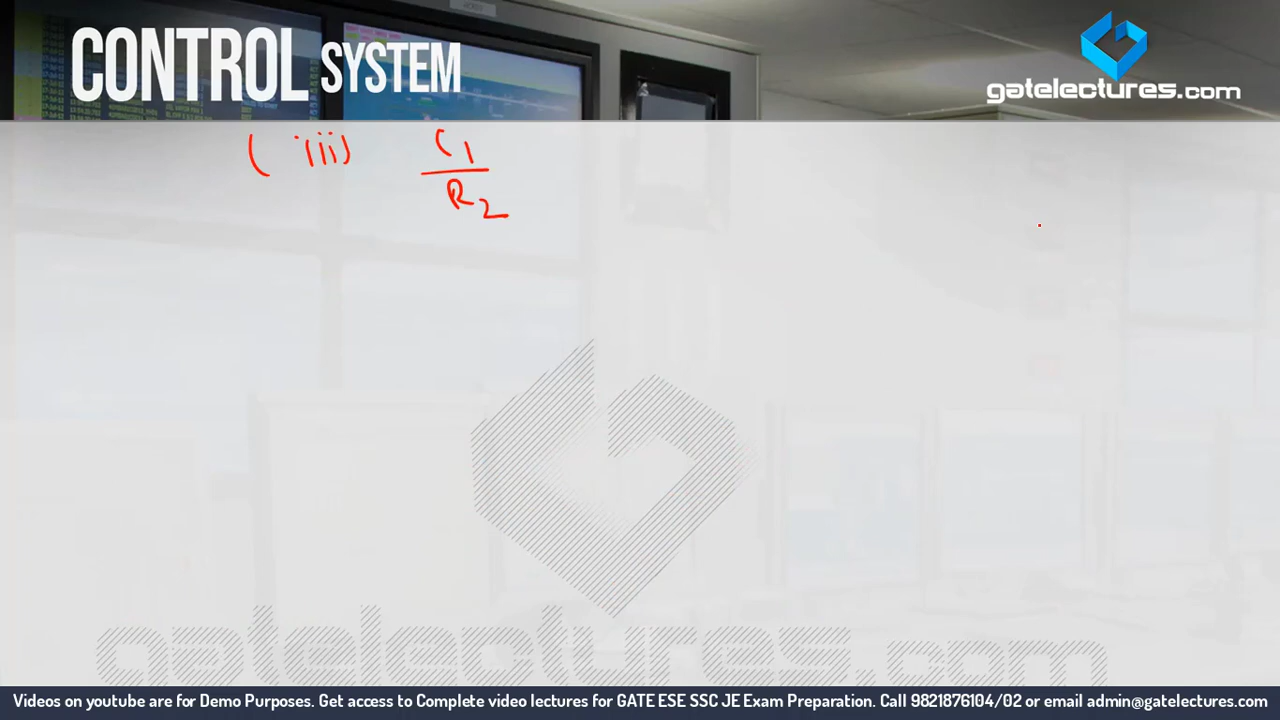 CONTROL SYSTEM
gatelectures.com
(iii) C1
R2
gatelectures.com
Videos on youtube are for Demo Purposes. Get access to Complete video lectures for GATE ESE SSC JE Exam Preparation. Call 9821876104/02 or email admin@gatelectures.com